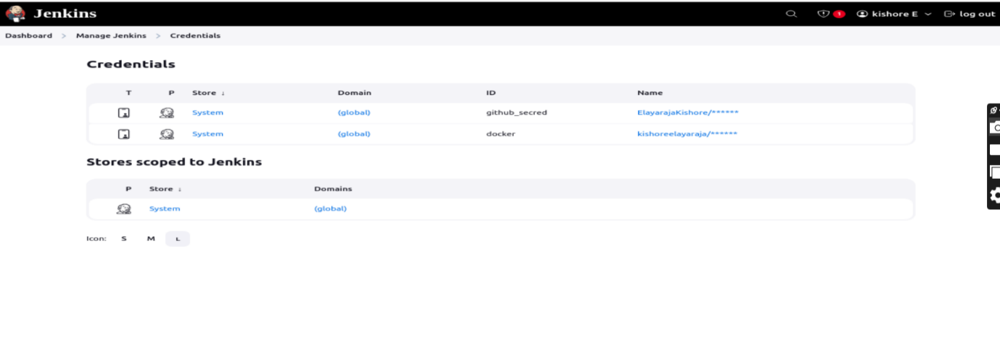 Jenkins
1 kishore E log out
Dashboard > Manage Jenkins > Credentials
Credentials
T P Store ↓ Domain ID Name
System (global) github_secred ElayarajaKishore/******
System (global) docker kishoreelayaraja/******
Stores scoped to Jenkins
P Store ↓ Domains
System (global)
Icon: S M L